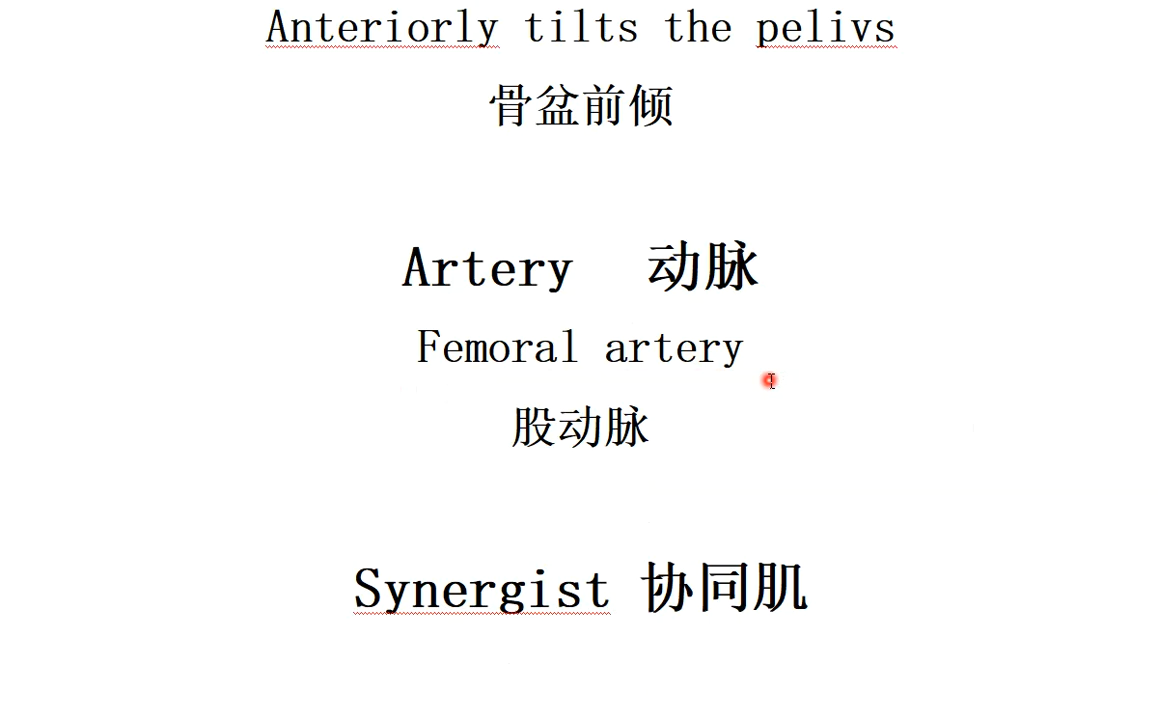 Anteriorly tilts the pelivs
骨盆前倾
Artery 动脉
Femoral artery
股动脉
Synergist 协同肌